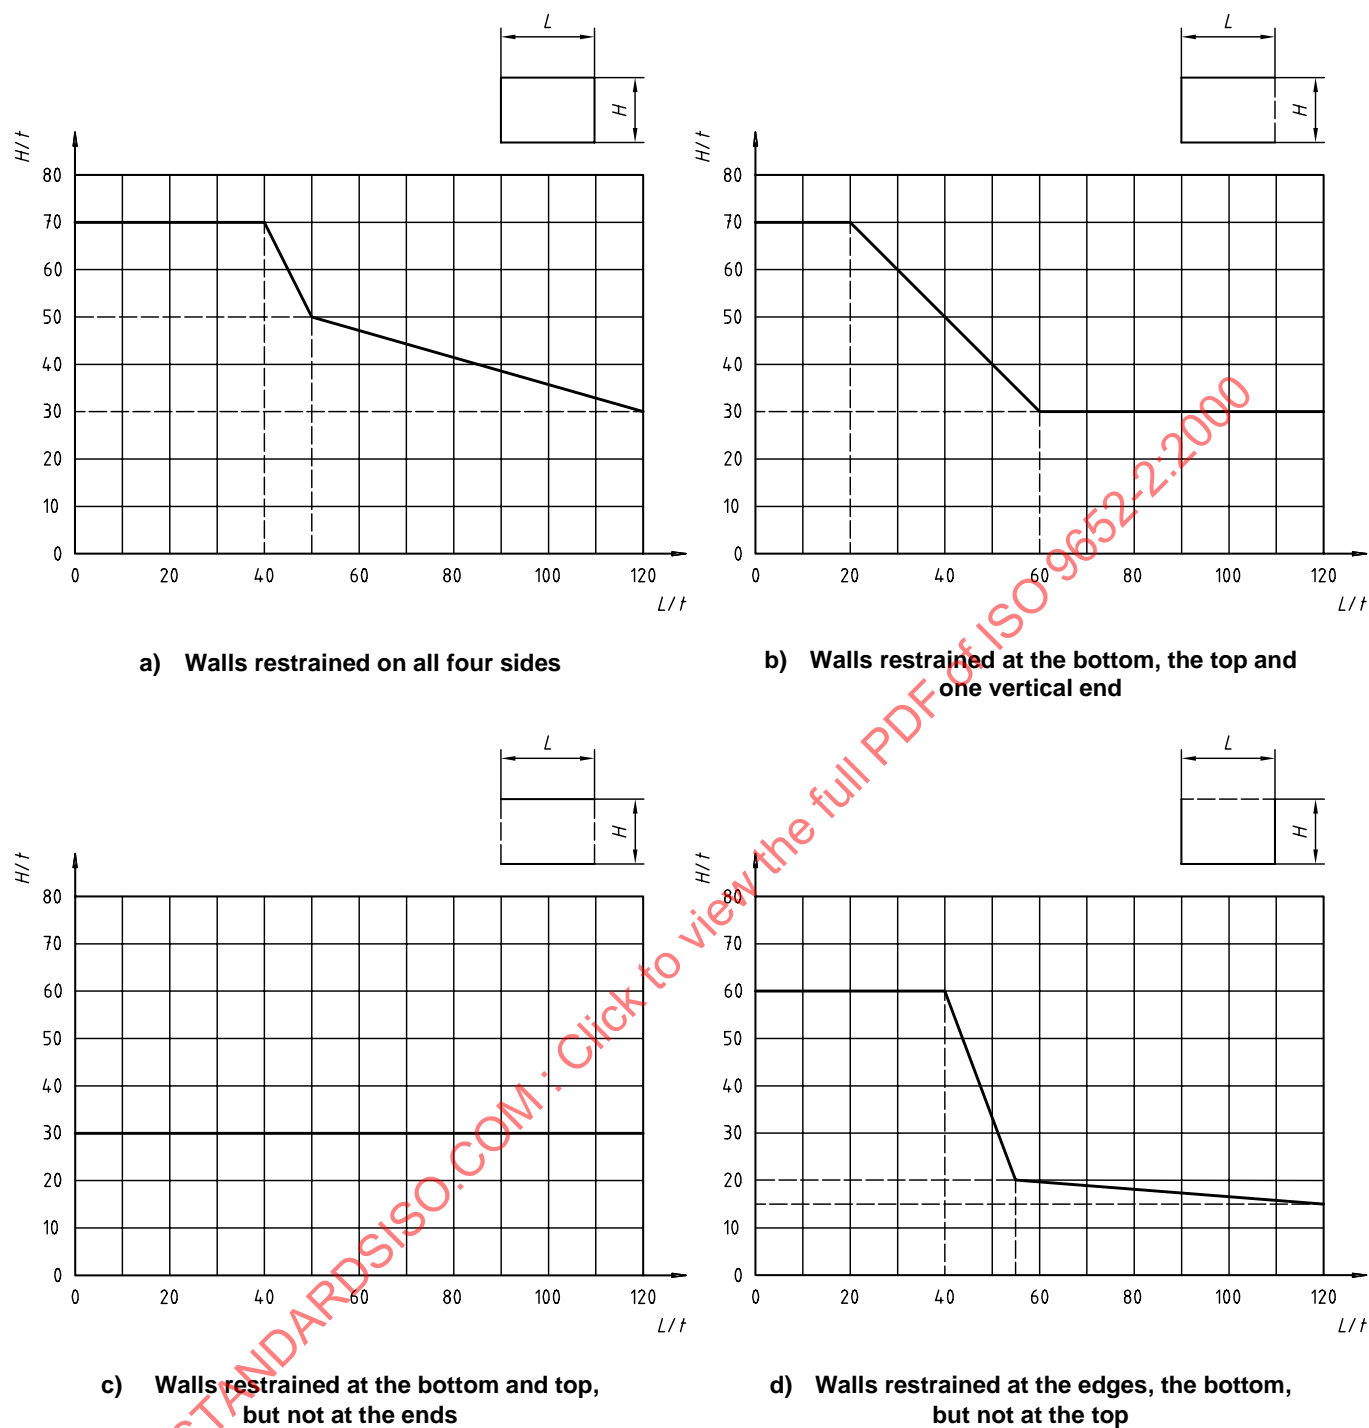 L
H
H/t
80
70
60
50
40
30
20
10
0
0 20 40 60 80 100 120
L/t
a) Walls restrained on all four sides
L
H
H/t
80
70
60
50
40
30
20
10
0
0 20 40 60 80 100 120
L/t
b) Walls restrained at the bottom, the top and
one vertical end
L
H
H/t
80
70
60
50
40
30
20
10
0
0 20 40 60 80 100 120
L/t
c) Walls restrained at the bottom and top,
but not at the ends
L
H
H/t
80
70
60
50
40
30
20
10
0
0 20 40 60 80 100 120
L/t
d) Walls restrained at the edges, the bottom,
but not at the top
STANDARDSISO.COM : Click to view the full PDF of ISO 9652-2:2000